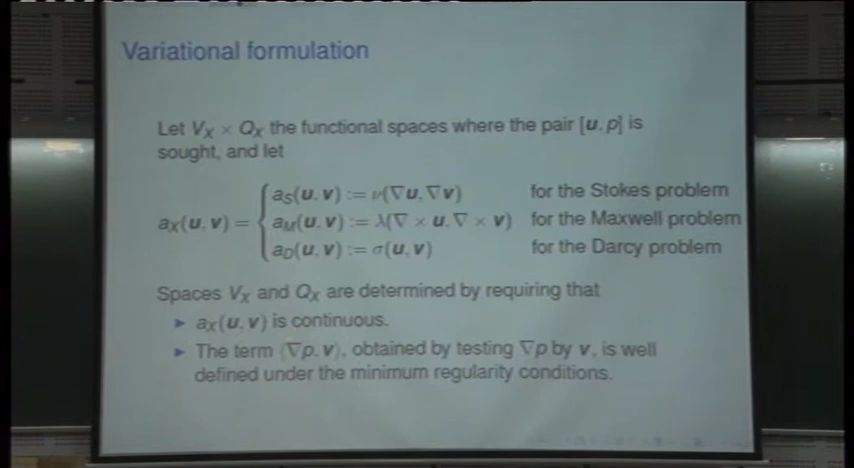 Variational formulation
Let V_X × Q_X the functional spaces where the pair [u, p] is
sought, and let
a_X(u, v) = { a_S(u, v) := ν(∇u, ∇v) for the Stokes problem
a_M(u, v) := λ(∇ × u, ∇ × v) for the Maxwell problem
a_D(u, v) := σ(u, v) for the Darcy problem
Spaces V_X and Q_X are determined by requiring that
► a_X(u, v) is continuous.
► The term ⟨∇p, v⟩, obtained by testing ∇p by v, is well
defined under the minimum regularity conditions.